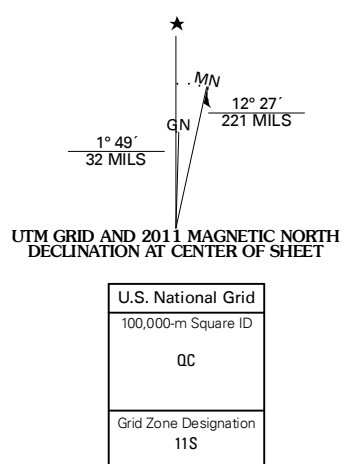 MN
GN
12° 27´
221 MILS
1° 49´
32 MILS
UTM GRID AND 2011 MAGNETIC NORTH
DECLINATION AT CENTER OF SHEET
U.S. National Grid
100,000-m Square ID
QC
Grid Zone Designation
11S